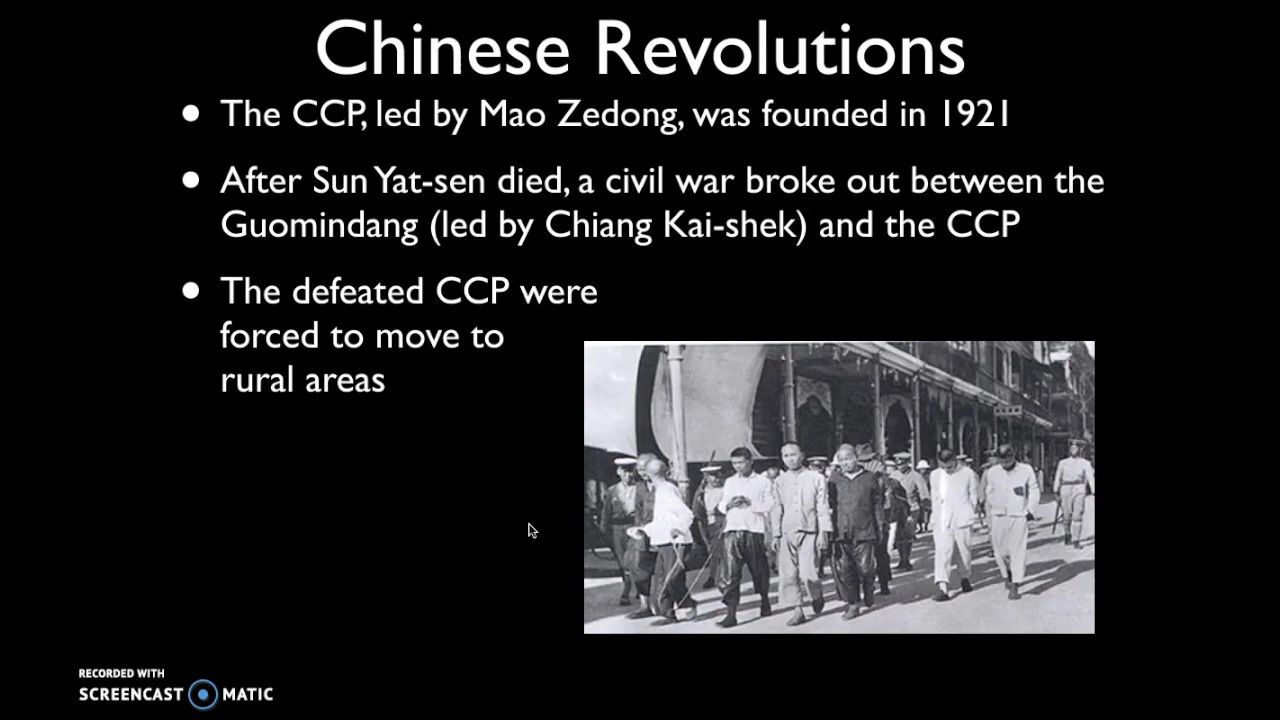 Chinese Revolutions
• The CCP, led by Mao Zedong, was founded in 1921
• After Sun Yat-sen died, a civil war broke out between the
Guomindang (led by Chiang Kai-shek) and the CCP
• The defeated CCP were
forced to move to
rural areas
RECORDED WITH
SCREENCAST MATIC